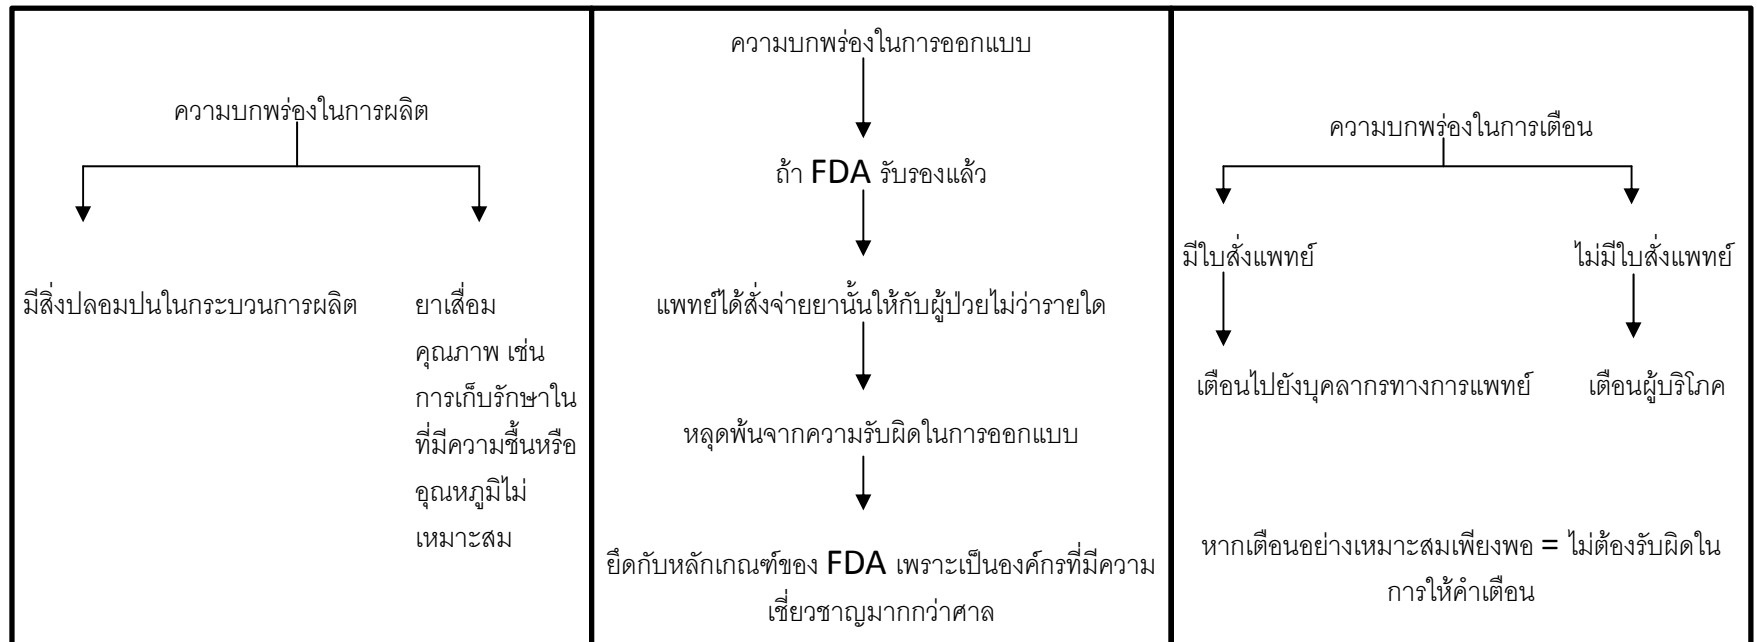 ความบกพร่องในการผลิต
มีสิ่งปลอมปนในกระบวนการผลิต
ยาเสื่อม
คุณภาพ เช่น
การเก็บรักษาใน
ที่มีความชื้นหรือ
อุณหภูมิไม่
เหมาะสม
ความบกพร่องในการออกแบบ
ถ้า FDA รับรองแล้ว
แพทย์ได้สั่งจ่ายยานั้นให้กับผู้ป่วยไม่ว่ารายใด
หลุดพ้นจากความรับผิดในการออกแบบ
ยึดกับหลักเกณฑ์ของ FDA เพราะเป็นองค์กรที่มีความ
เชี่ยวชาญมากกว่าศาล
ความบกพร่องในการเตือน
มีใบสั่งแพทย์
ไม่มีใบสั่งแพทย์
เตือนไปยังบุคลากรทางการแพทย์
เตือนผู้บริโภค
หากเตือนอย่างเหมาะสมเพียงพอ = ไม่ต้องรับผิดใน
การให้คำเตือน